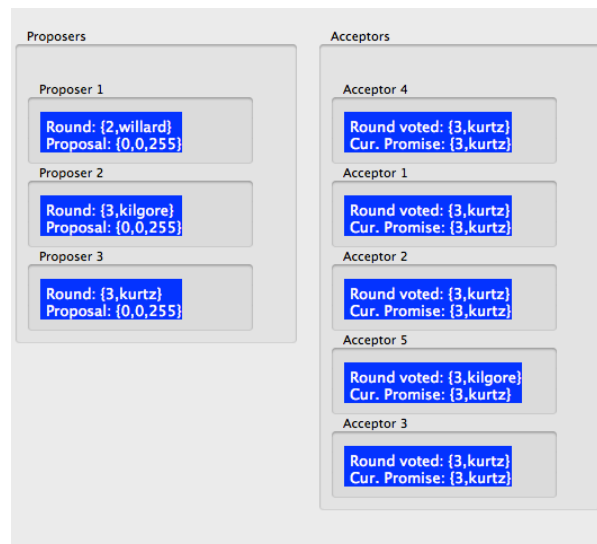 Proposers
Proposer 1
Round: {2,willard}
Proposal: {0,0,255}
Proposer 2
Round: {3,kilgore}
Proposal: {0,0,255}
Proposer 3
Round: {3,kurtz}
Proposal: {0,0,255}
Acceptors
Acceptor 4
Round voted: {3,kurtz}
Cur. Promise: {3,kurtz}
Acceptor 1
Round voted: {3,kurtz}
Cur. Promise: {3,kurtz}
Acceptor 2
Round voted: {3,kurtz}
Cur. Promise: {3,kurtz}
Acceptor 5
Round voted: {3,kilgore}
Cur. Promise: {3,kurtz}
Acceptor 3
Round voted: {3,kurtz}
Cur. Promise: {3,kurtz}